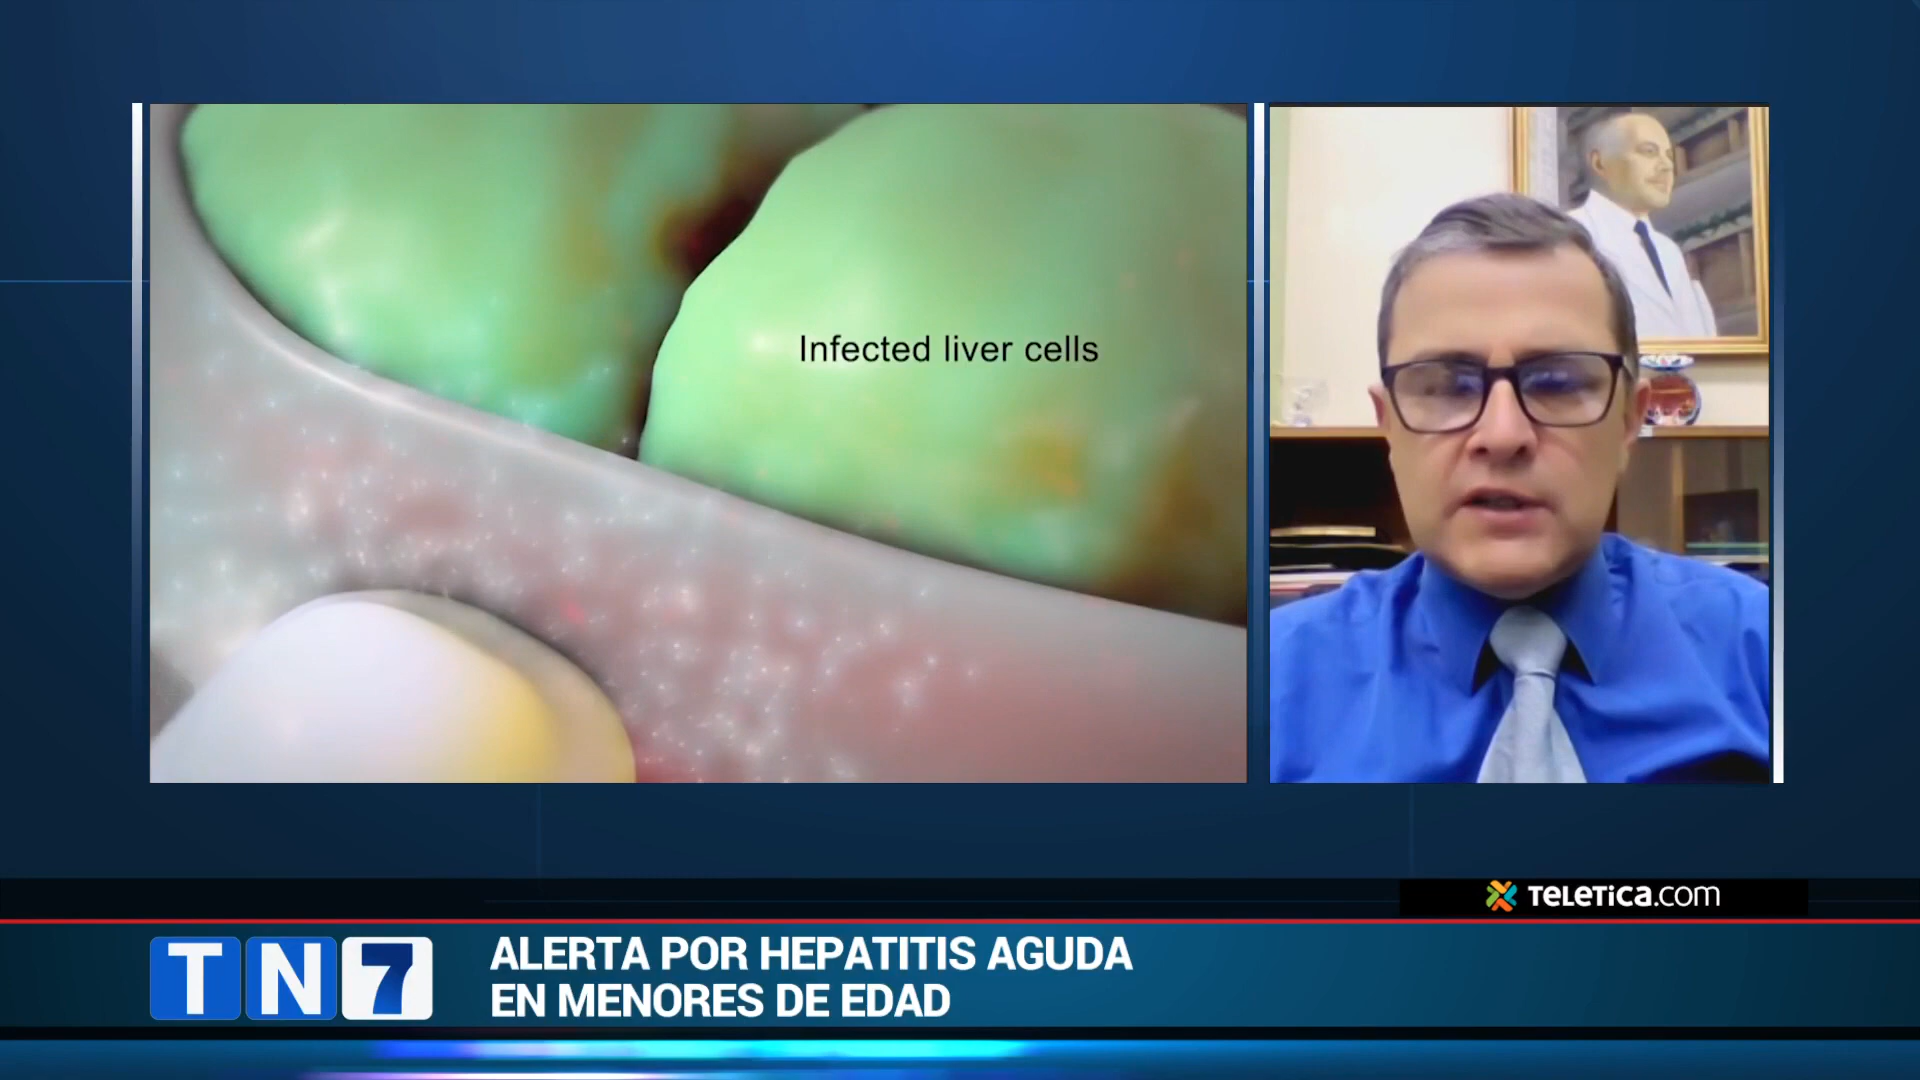 Infected liver cells
TELETICA.com
TN7
ALERTA POR HEPATITIS AGUDA
EN MENORES DE EDAD